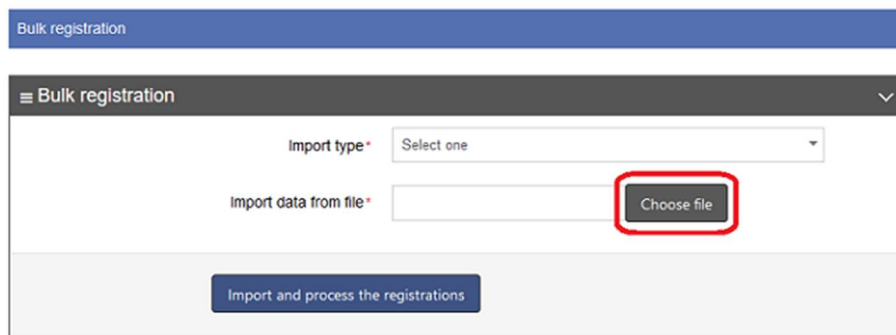 Bulk registration
Bulk registration
Import type*
Select one
Import data from file*
Choose file
Import and process the registrations